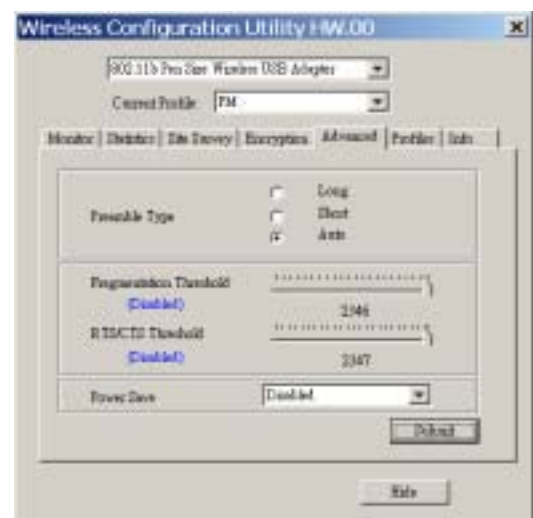 Wireless Configuration Utility HW.00
802.11b Pen Size Wireless USB Adapter
Current Profile PM
Monitor Statistics Site Survey Encryption Advanced Profiles Info
Preamble Type
Long
Short
Auto
Fragmentation Threshold
(Disabled)
2346
RTS/CTS Threshold
(Disabled)
2347
Power Save Disabled
Default
Hide